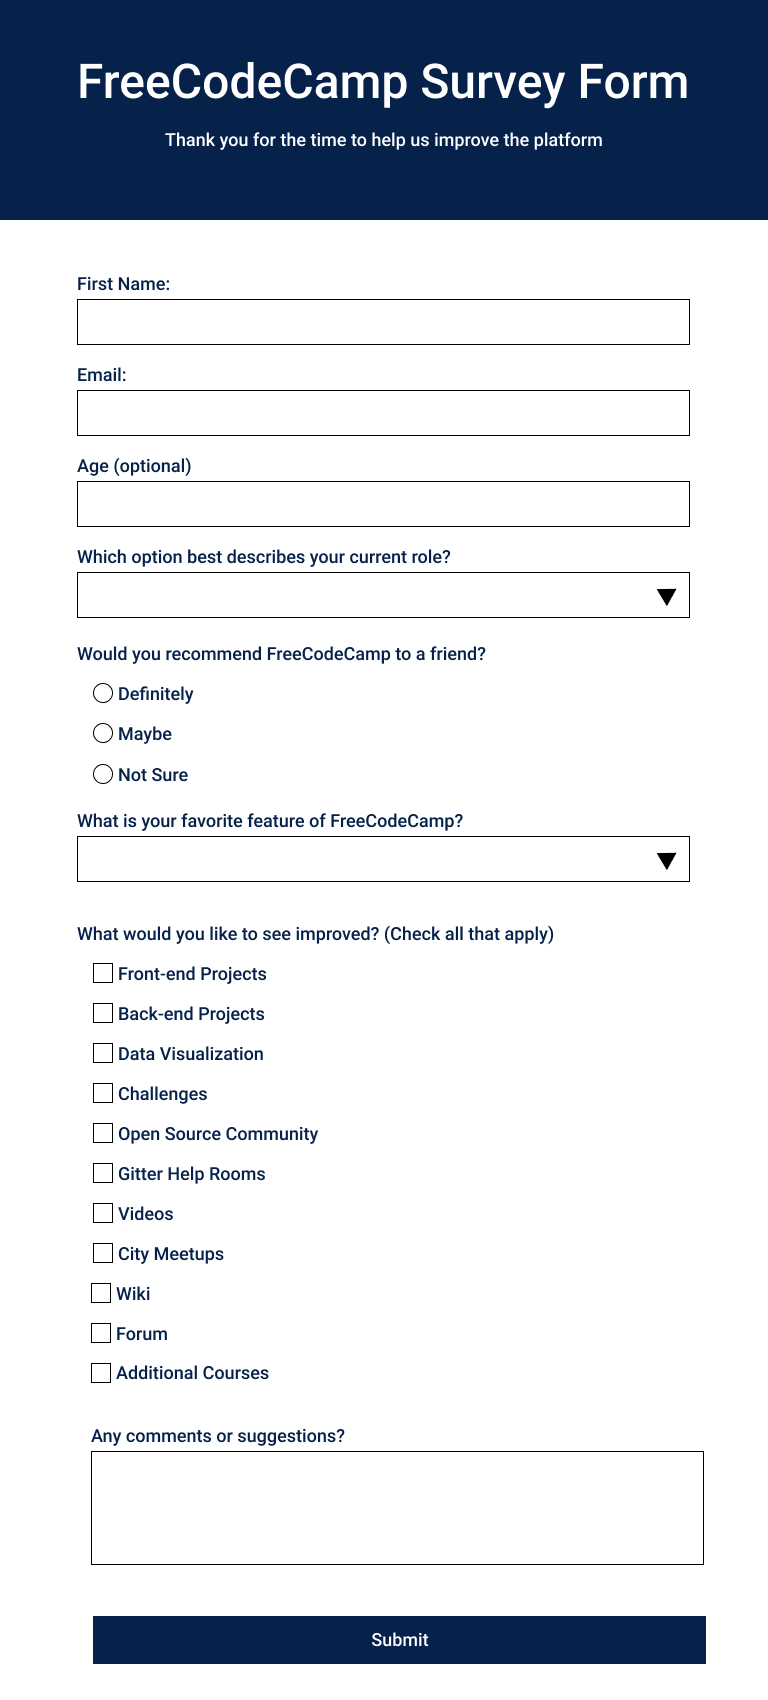 FreeCodeCamp Survey Form
Thank you for the time to help us improve the platform
First Name:
Email:
Age (optional)
Which option best describes your current role?
Would you recommend FreeCodeCamp to a friend?
Definitely
Maybe
Not Sure
What is your favorite feature of FreeCodeCamp?
What would you like to see improved? (Check all that apply)
Front-end Projects
Back-end Projects
Data Visualization
Challenges
Open Source Community
Gitter Help Rooms
Videos
City Meetups
Wiki
Forum
Additional Courses
Any comments or suggestions?
Submit